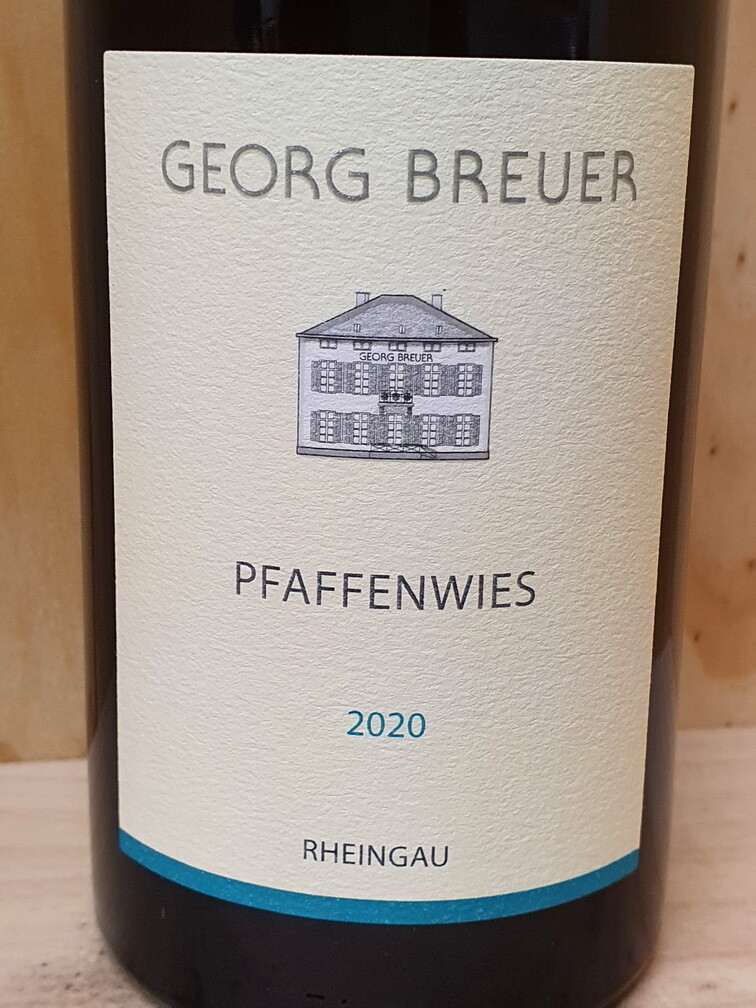 GEORG BREUER
GEORG BREUER
PFAFFENWIES
2020
RHEINGAU